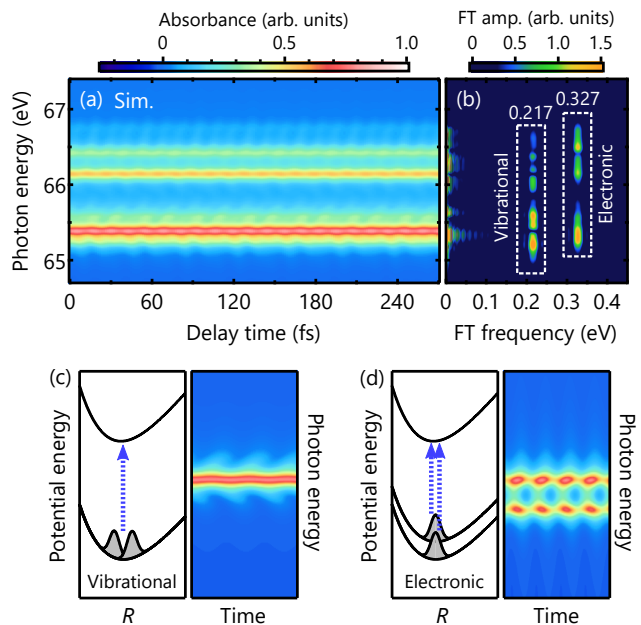 Absorbance (arb. units)
0 0.5 1.0
FT amp. (arb. units)
0 0.5 1.0 1.5
(a) Sim.
Photon energy (eV)
67
66
65
0 60 120 180 240
Delay time (fs)
(b)
0.217
0.327
Vibrational
Electronic
0 0.1 0.2 0.3 0.4
FT frequency (eV)
(c)
Potential energy
Vibrational
R
Photon energy
Time
(d)
Potential energy
Electronic
R
Photon energy
Time